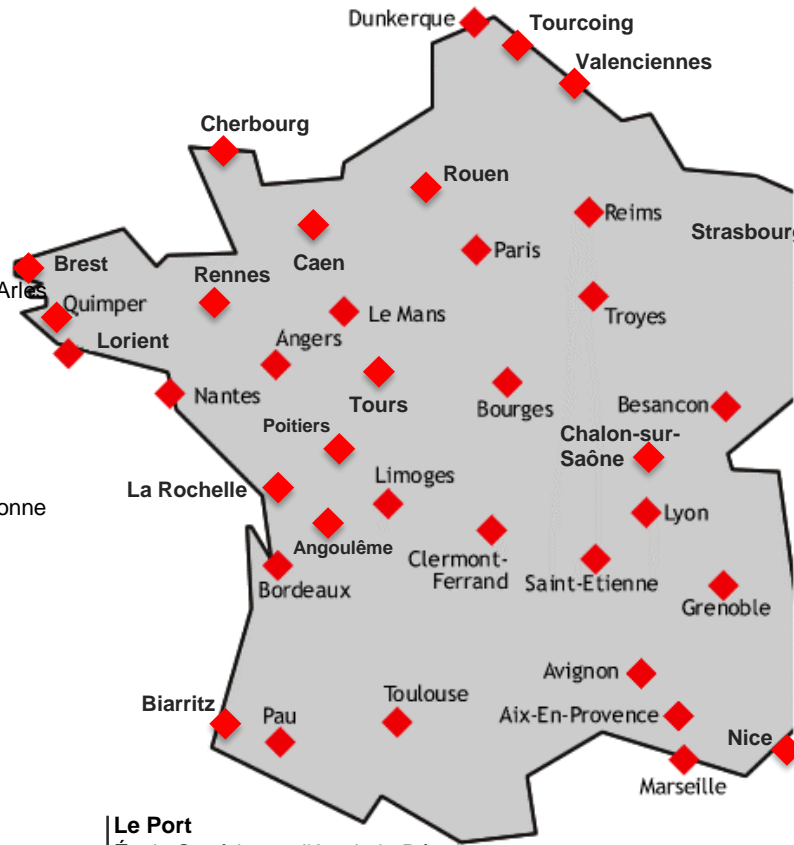 Dunkerque
Tourcoing
Valenciennes
Cherbourg
Rouen
Reims
Strasbourg
Paris
Caen
Brest
Rennes
Arles
Quimper
Le Mans
Troyes
Lorient
Angers
Nantes
Tours
Bourges
Besancon
Poitiers
Chalon-sur-
Saône
La Rochelle
Limoges
onne
Lyon
Angoulême
Clermont-
Ferrand
Saint-Etienne
Bordeaux
Grenoble
Avignon
Biarritz
Pau
Toulouse
Aix-En-Provence
Nice
Marseille
Le Port